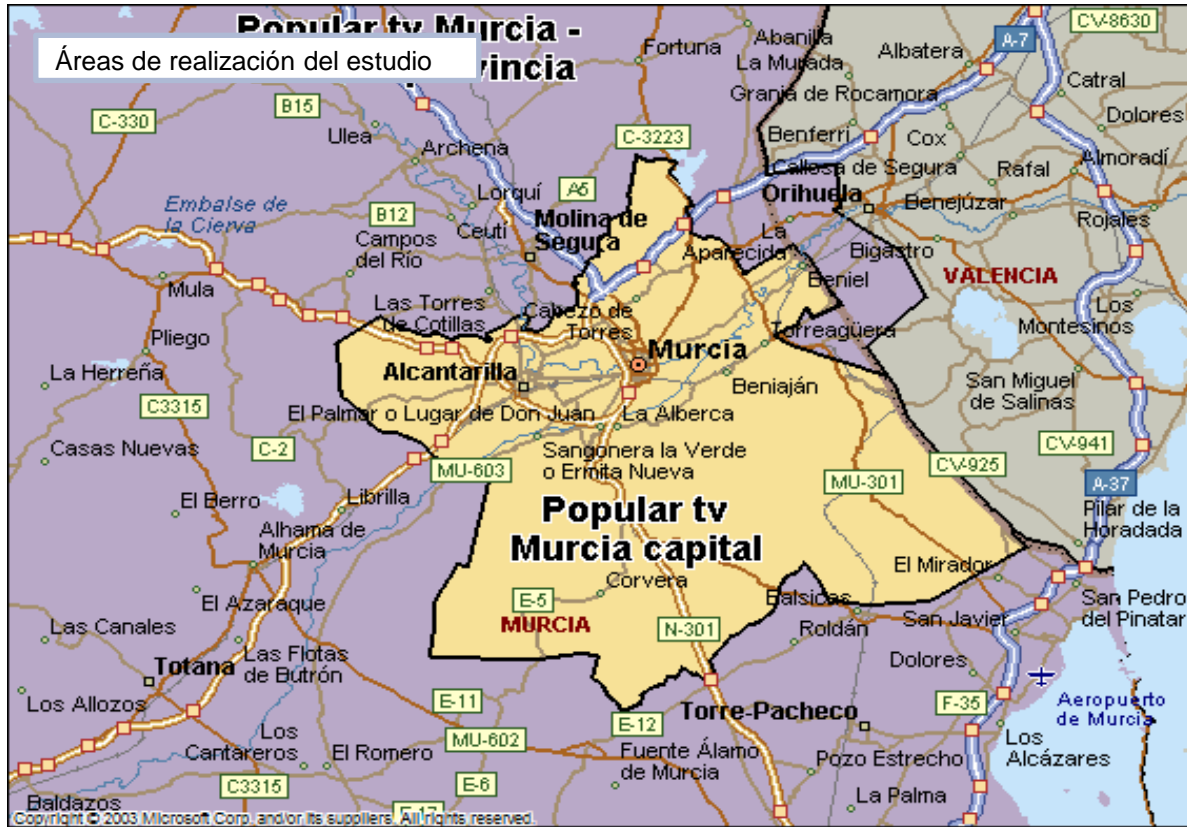 Popular tv Murcia -
vincia
Áreas de realización del estudio
CV-8630
A-7
Fortuna
Abanilla
La Murada
Albatera
Catral
Granja de Rocamora
Dolores
B15
C-330
Ulea
Archena
C-3223
Benferri
Cox
Callosa de Segura
Rafal
Almoradí
Embalse de
la Cierva
Lorquí
A5
Orihuela
Benejúzar
Rojales
B12
Ceutí
Molina de
Segura
Campos
del Río
La
Aparecida
Bigastro
VALENCIA
Mula
Beniel
Las Torres
de Cotillas
Cabezo de
Torres
Los
Montesinos
Pliego
Torreagüera
Murcia
La Herreña
Alcantarilla
Beniaján
San Miguel
de Salinas
C3315
El Palmar o Lugar de Don Juan
La Alberca
Casas Nuevas
C-2
MU-603
Sangonera la Verde
o Ermita Nueva
CV-941
CV-925
MU-301
A-37
El Berro
Librilla
Popular tv
Murcia capital
Pilar de la
Horadada
Alhama de
Murcia
El Mirador
Corvera
El Azaraque
E-5
Balsicas
San Pedro
del Pinatar
Las Canales
MURCIA
N-301
Roldán
San Javier
Totana
Las Flotas
de Butrón
Dolores
Los Allozos
E-11
F-35
Aeropuerto
de Murcia
E-12
Torre-Pacheco
Los
Cantareros
El Romero
MU-602
Fuente Álamo
de Murcia
Pozo Estrecho
Los
Alcázares
C3315
E-6
La Palma
Baldazos
E-17
Copyright © 2003 Microsoft Corp. and/or its suppliers. All rights reserved.